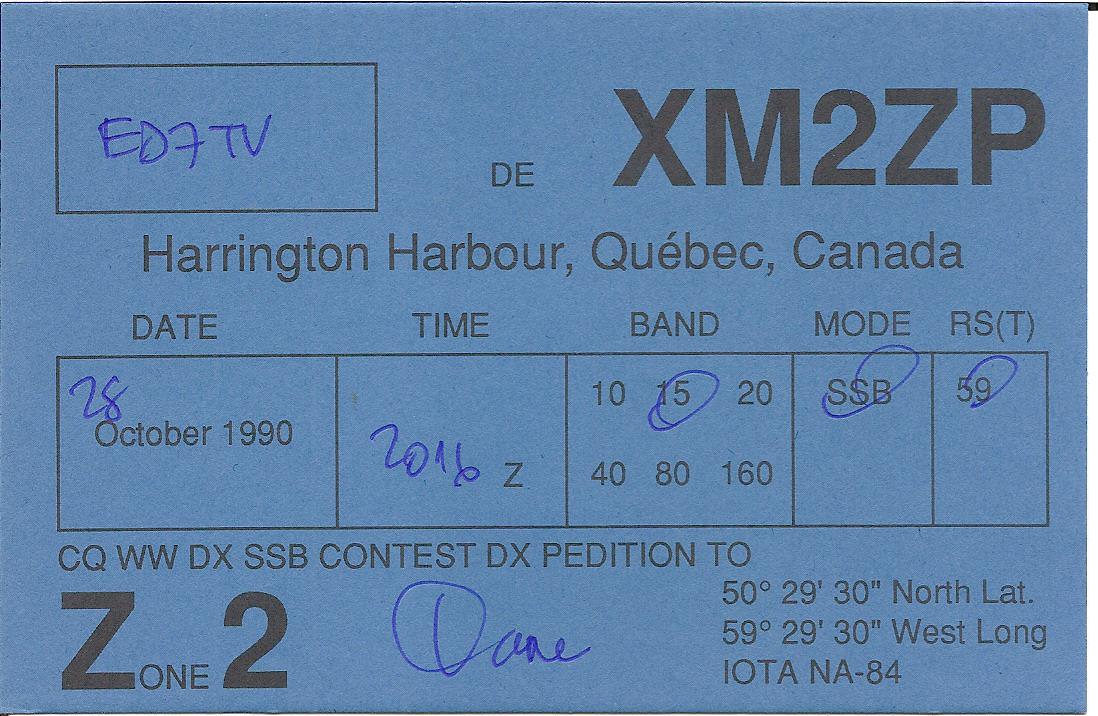 ED7TV
DE XM2ZP
Harrington Harbour, Québec, Canada
DATE TIME BAND MODE RS(T)
28 October 1990
2016 Z
10 15 20 SSB 59
40 80 160
CQ WW DX SSB CONTEST DX PEDITION TO
ZONE 2
Dane
50° 29' 30" North Lat.
59° 29' 30" West Long
IOTA NA-84